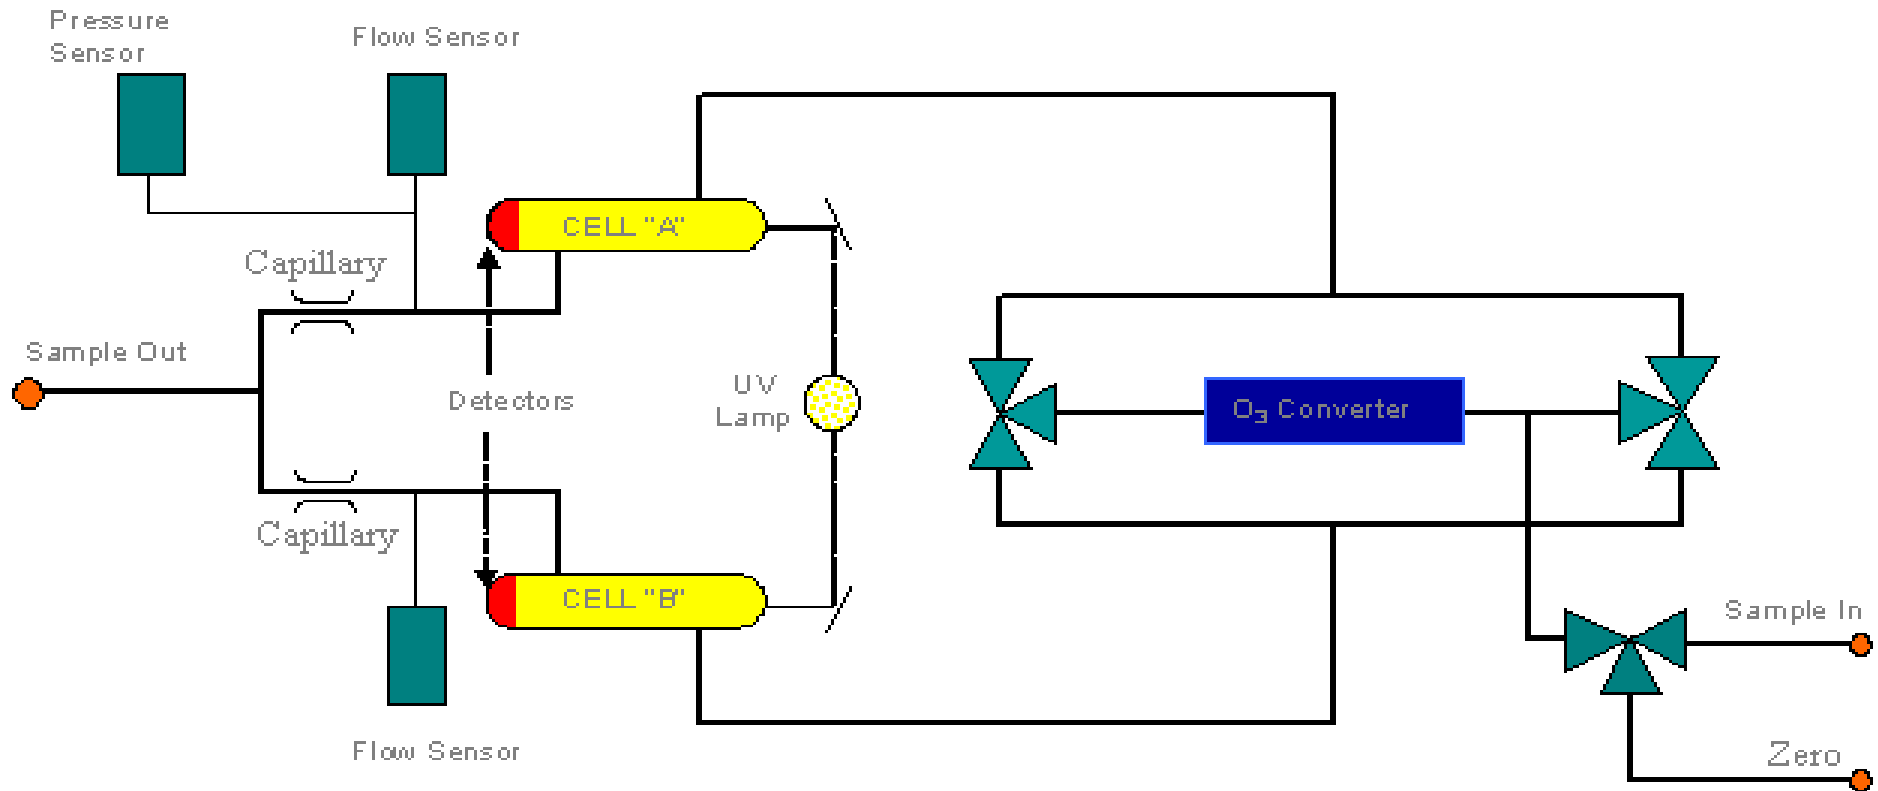 Pressure
Sensor
Flow Sensor
CELL "A"
Capillary
Sample Out
UV
Lamp
Detectors
O₃ Converter
Capillary
CELL "B"
Sample In
Flow Sensor
Zero